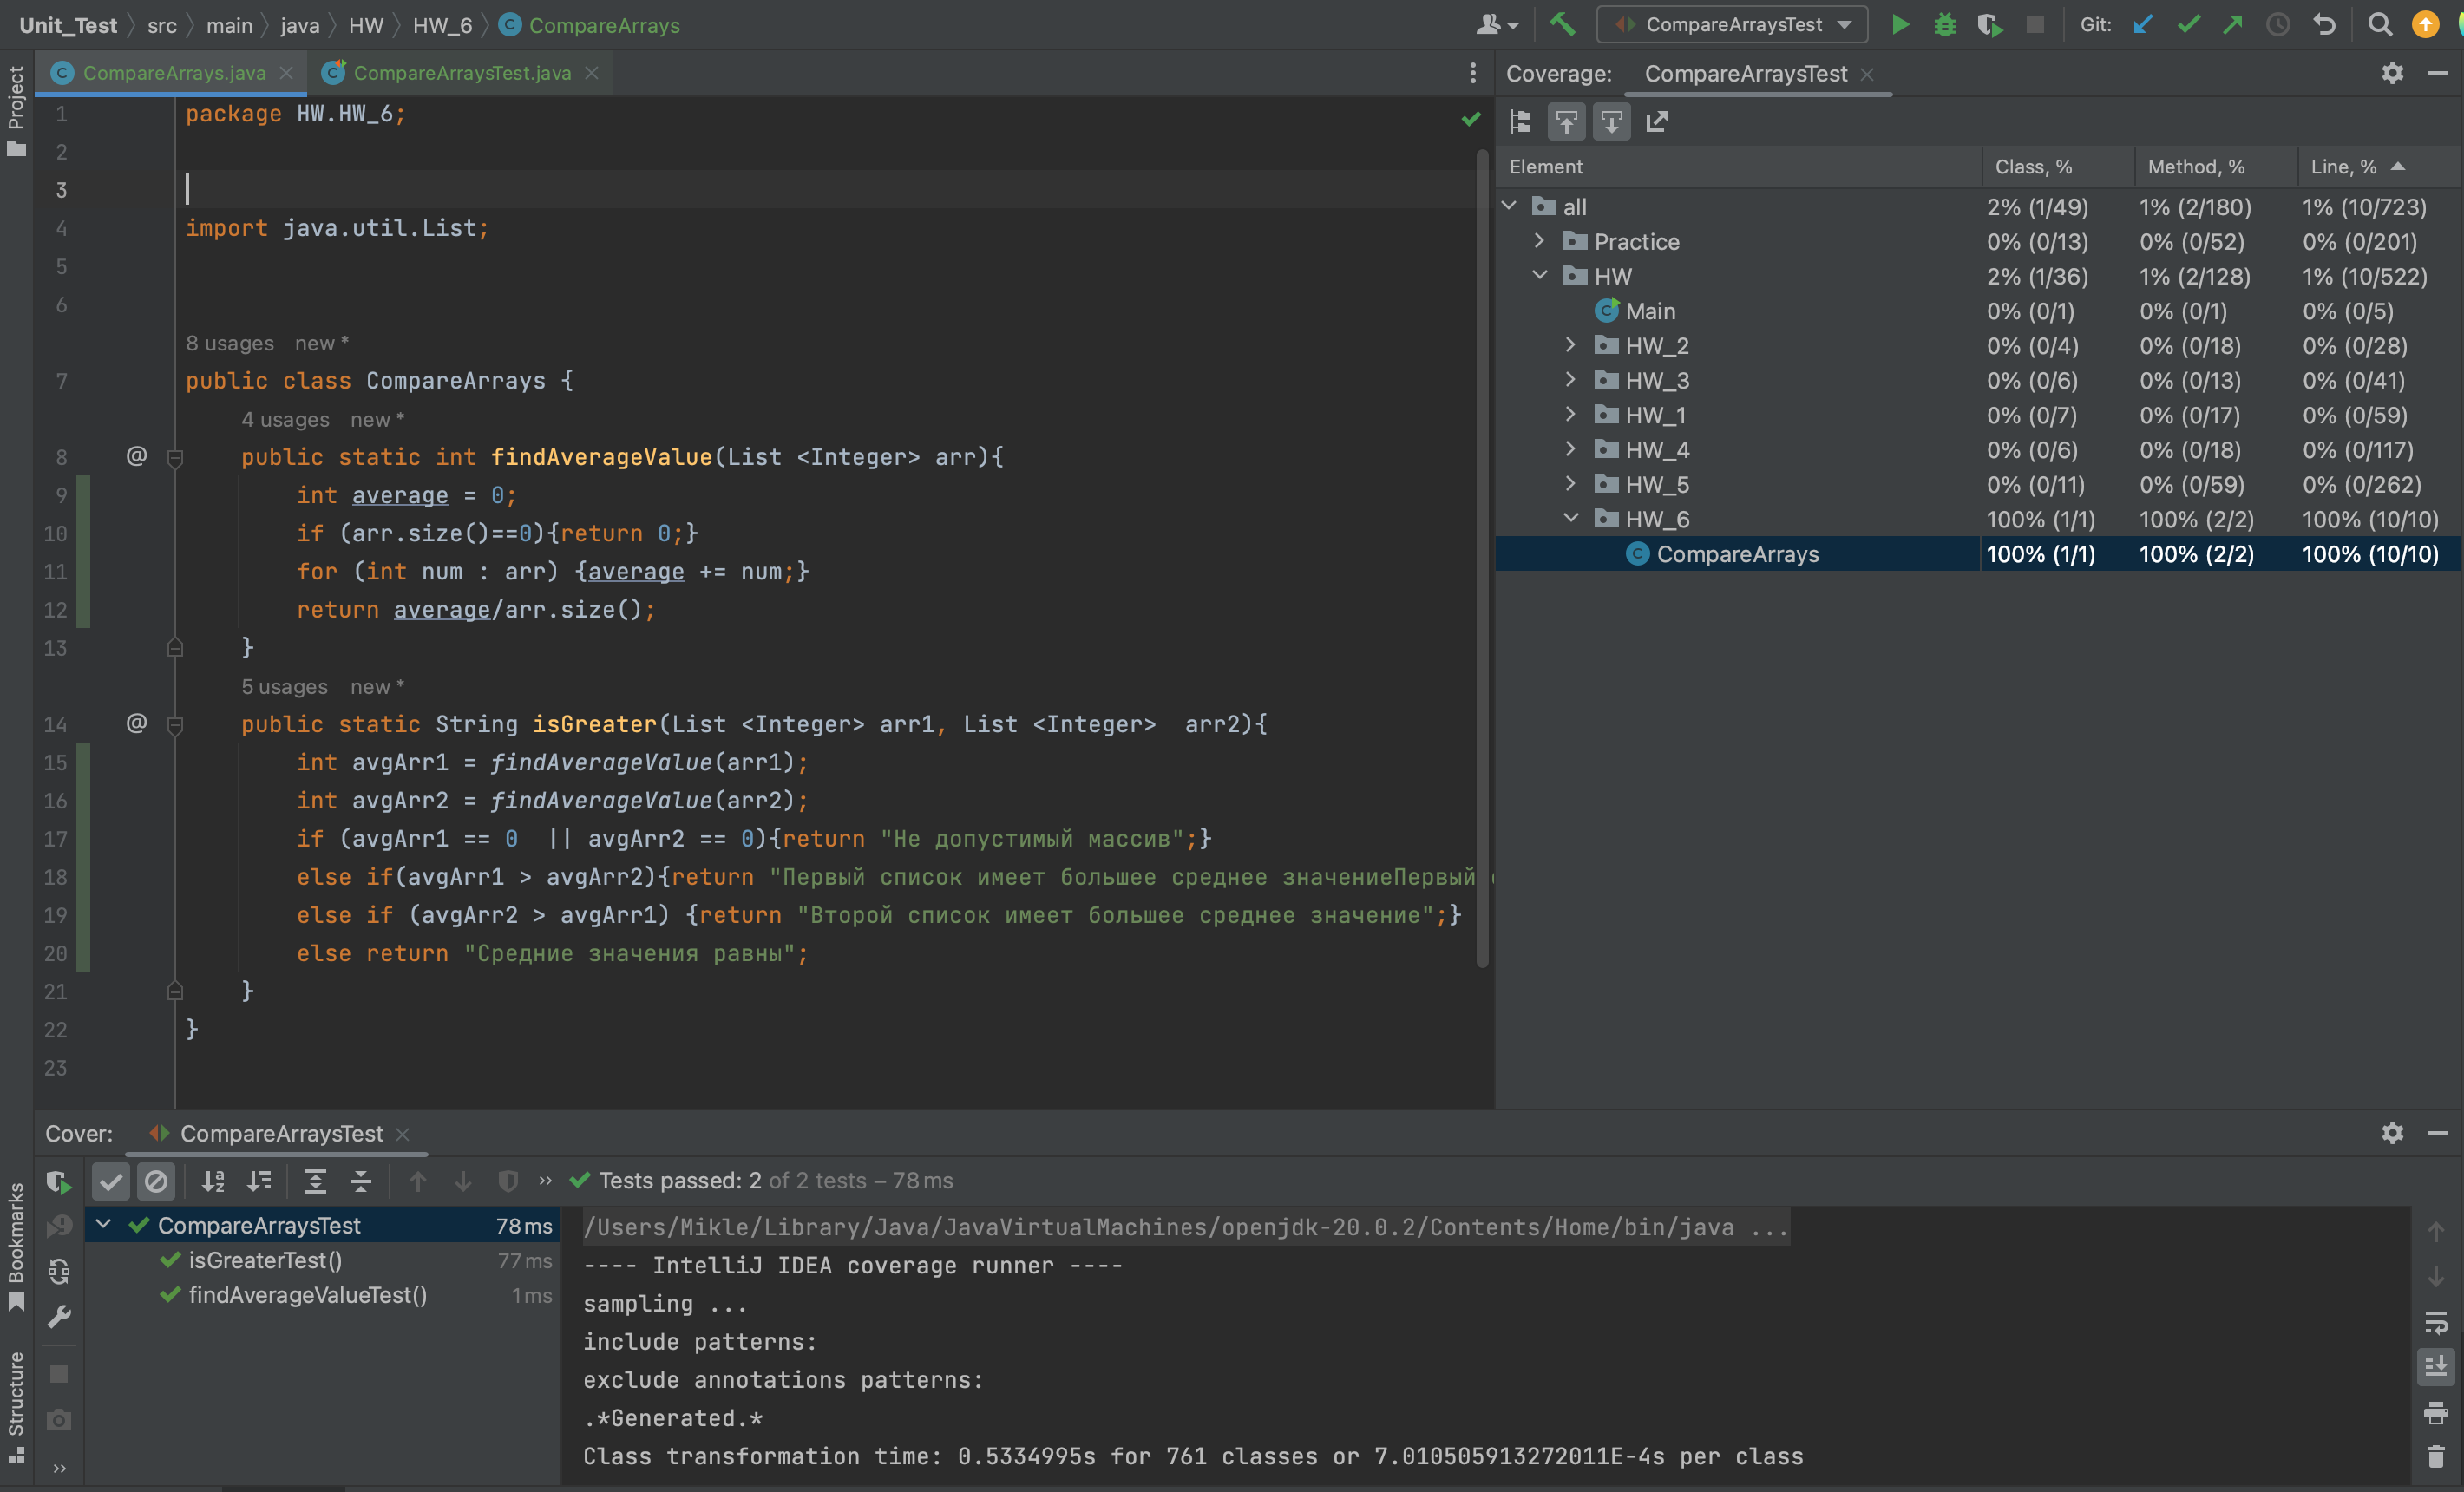 Unit_Test src main java HW HW_6 CompareArrays
CompareArraysTest
Git:
Project
CompareArrays.java CompareArraysTest.java
1 package HW.HW_6;
2
3
4 import java.util.List;
5
6
8 usages new *
7 public class CompareArrays {
4 usages new *
8 @ public static int findAverageValue(List <Integer> arr){
9 int average = 0;
10 if (arr.size()==0){return 0;}
11 for (int num : arr) {average += num;}
12 return average/arr.size();
13 }
5 usages new *
14 @ public static String isGreater(List <Integer> arr1, List <Integer>  arr2){
15 int avgArr1 = findAverageValue(arr1);
16 int avgArr2 = findAverageValue(arr2);
17 if (avgArr1 == 0  || avgArr2 == 0){return "Не допустимый массив";}
18 else if(avgArr1 > avgArr2){return "Первый список имеет большее среднее значениеПервый
19 else if (avgArr2 > avgArr1) {return "Второй список имеет большее среднее значение";}
20 else return "Средние значения равны";
21 }
22 }
23
Coverage: CompareArraysTest
Element Class, % Method, % Line, %
all 2% (1/49) 1% (2/180) 1% (10/723)
Practice 0% (0/13) 0% (0/52) 0% (0/201)
HW 2% (1/36) 1% (2/128) 1% (10/522)
Main 0% (0/1) 0% (0/1) 0% (0/5)
HW_2 0% (0/4) 0% (0/18) 0% (0/28)
HW_3 0% (0/6) 0% (0/13) 0% (0/41)
HW_1 0% (0/7) 0% (0/17) 0% (0/59)
HW_4 0% (0/6) 0% (0/18) 0% (0/117)
HW_5 0% (0/11) 0% (0/59) 0% (0/262)
HW_6 100% (1/1) 100% (2/2) 100% (10/10)
CompareArrays 100% (1/1) 100% (2/2) 100% (10/10)
Cover: CompareArraysTest
Tests passed: 2 of 2 tests – 78 ms
Bookmarks
Structure
CompareArraysTest 78 ms
isGreaterTest() 77 ms
findAverageValueTest() 1 ms
/Users/Mikle/Library/Java/JavaVirtualMachines/openjdk-20.0.2/Contents/Home/bin/java ...
---- IntelliJ IDEA coverage runner ----
sampling ...
include patterns:
exclude annotations patterns:
.*Generated.*
Class transformation time: 0.5334995s for 761 classes or 7.010505913272011E-4s per class